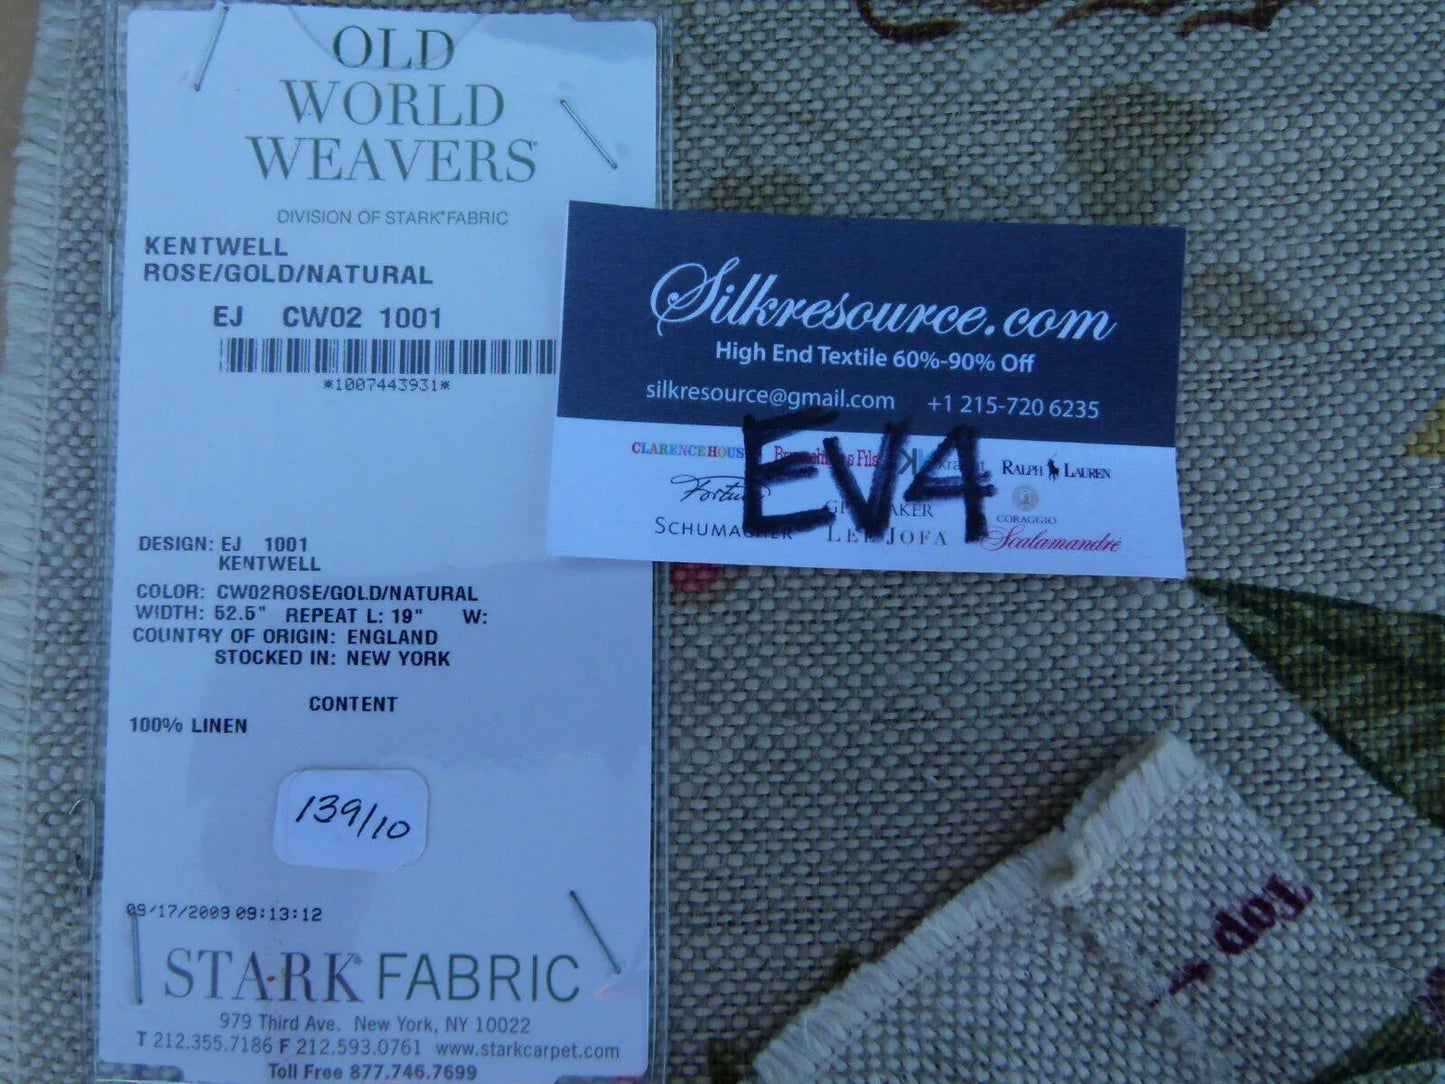 OLD
WORLD
WEAVERS
DIVISION OF STARK® FABRIC
KENTWELL
ROSE/GOLD/NATURAL
EJ CW02 1001
*1007443931*
DESIGN: EJ 1001
KENTWELL
COLOR: CW02ROSE/GOLD/NATURAL
WIDTH: 52.5" REPEAT L: 19" W:
COUNTRY OF ORIGIN: ENGLAND
STOCKED IN: NEW YORK
CONTENT
100% LINEN
139/10
09/17/2009 09:13:12
STARK® FABRIC
979 Third Ave. New York, NY 10022
T 212.355.7186 F 212.593.0761 www.starkcarpet.com
Toll Free 877.746.7699
Silkresource.com
High End Textile 60%-90% Off
silkresource@gmail.com +1 215-720 6235
EV4
CLARENCE HOUS
Fils RALPH LAUREN
CORAGGIO
SCHUMACHER JOFA Scalamandre
Top